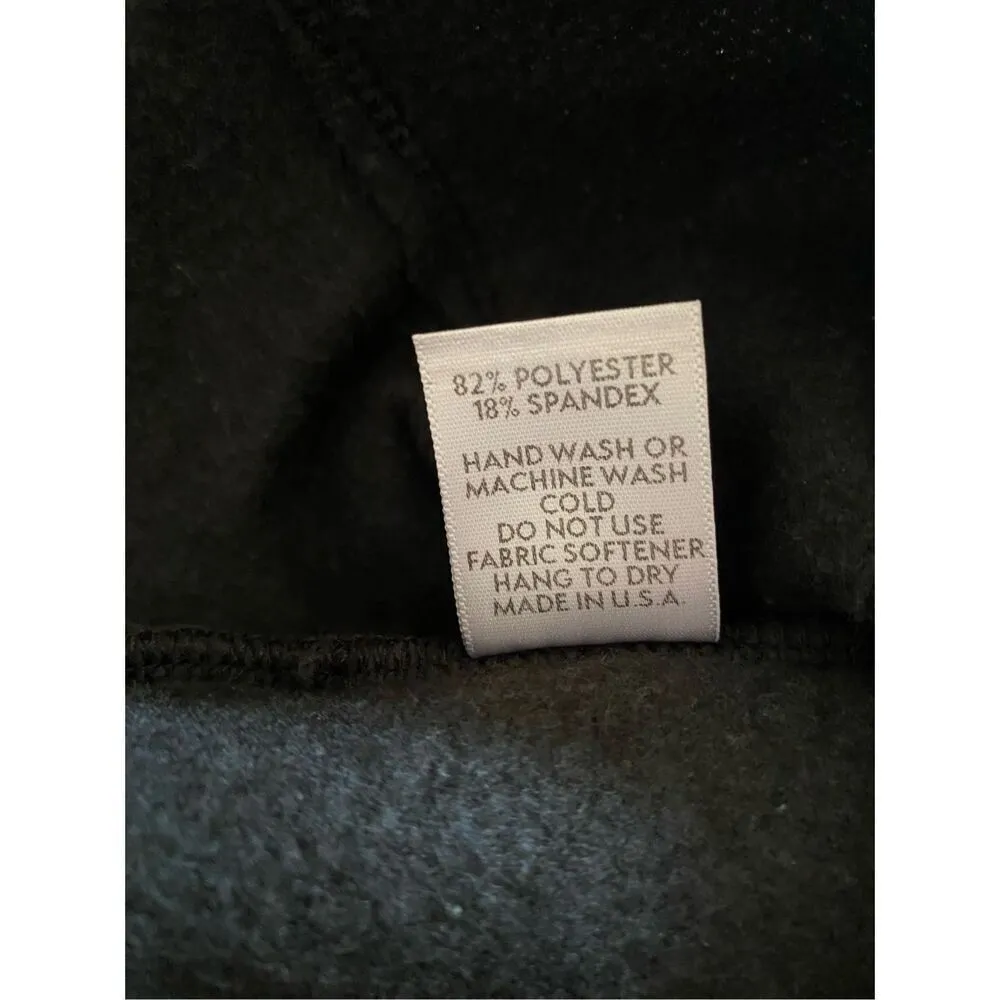 82% POLYESTER
18% SPANDEX
HAND WASH OR
MACHINE WASH
COLD
DO NOT USE
FABRIC SOFTENER
HANG TO DRY
MADE IN U.S.A.